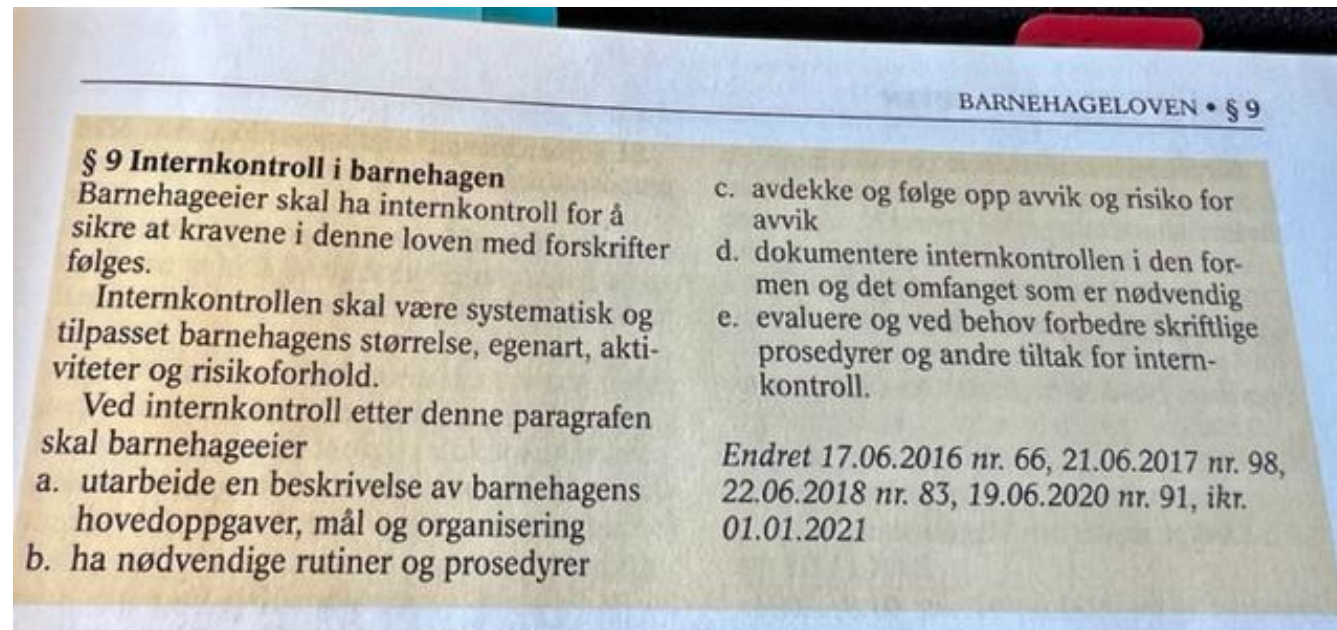 BARNEHAGELOVEN • § 9
§ 9 Internkontroll i barnehagen
Barnehageeier skal ha internkontroll for å
sikre at kravene i denne loven med forskrifter
følges.
Internkontrollen skal være systematisk og
tilpasset barnehagens størrelse, egenart, akti-
viteter og risikoforhold.
Ved internkontroll etter denne paragrafen
skal barnehageeier
a. utarbeide en beskrivelse av barnehagens
hovedoppgaver, mål og organisering
b. ha nødvendige rutiner og prosedyrer
c. avdekke og følge opp avvik og risiko for
avvik
d. dokumentere internkontrollen i den for-
men og det omfanget som er nødvendig
e. evaluere og ved behov forbedre skriftlige
prosedyrer og andre tiltak for intern-
kontroll.
Endret 17.06.2016 nr. 66, 21.06.2017 nr. 98,
22.06.2018 nr. 83, 19.06.2020 nr. 91, ikr.
01.01.2021